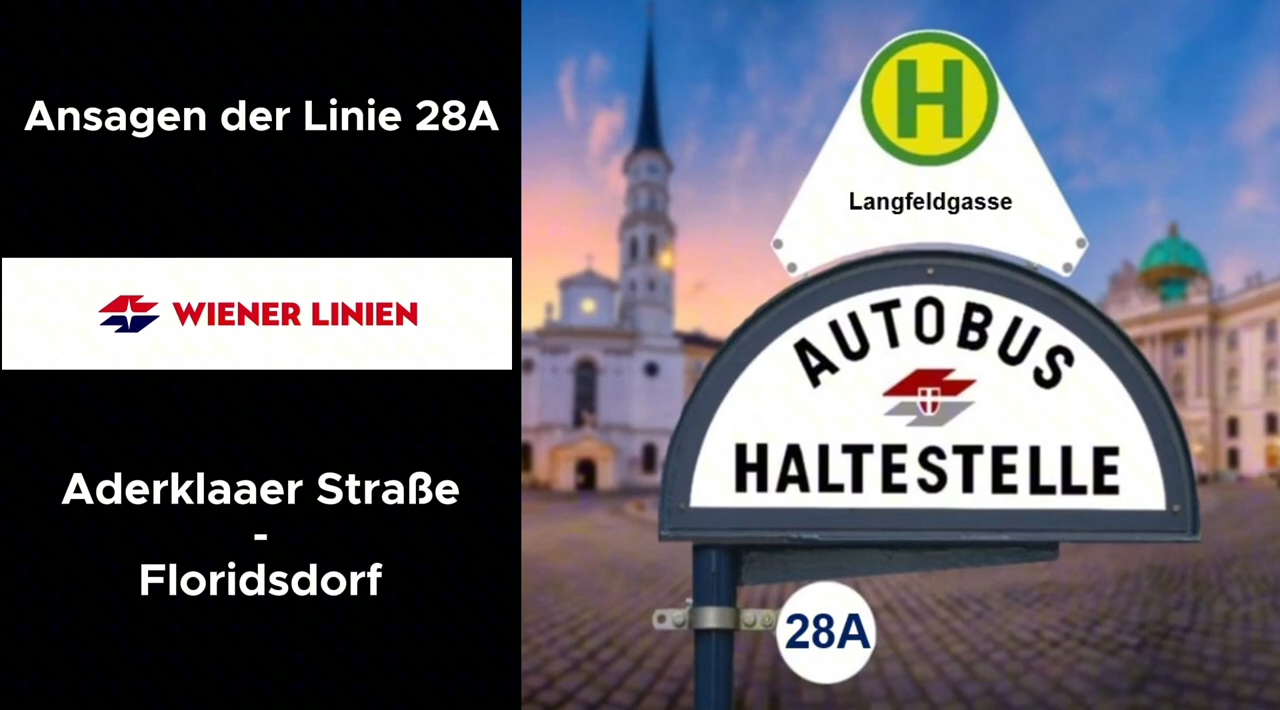 Ansagen der Linie 28A
WIENER LINIEN
Aderklaaer Straße
-
Floridsdorf
H
Langfeldgasse
AUTOBUS
HALTESTELLE
28A